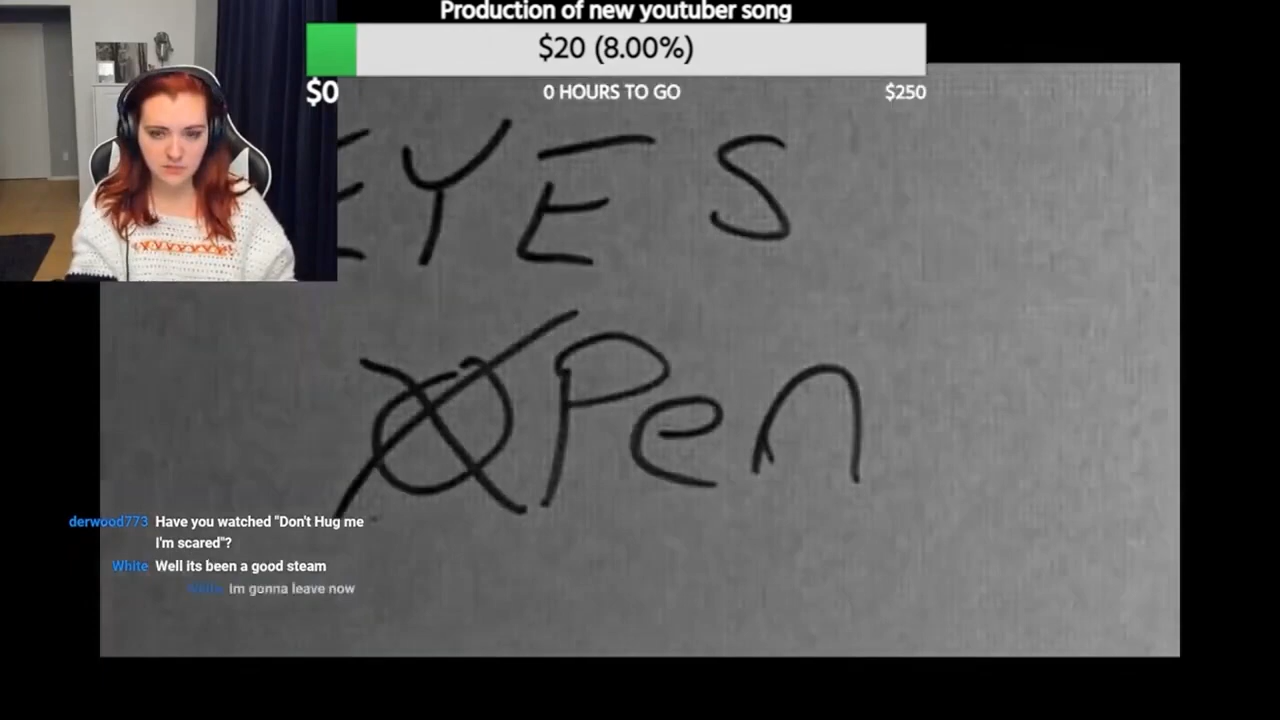 Production of new youtuber song
$20 (8.00%)
$0 0 HOURS TO GO $250
EYES
OPen
derwood773 Have you watched "Don't Hug me
I'm scared"?
White Well its been a good steam
White Im gonna leave now